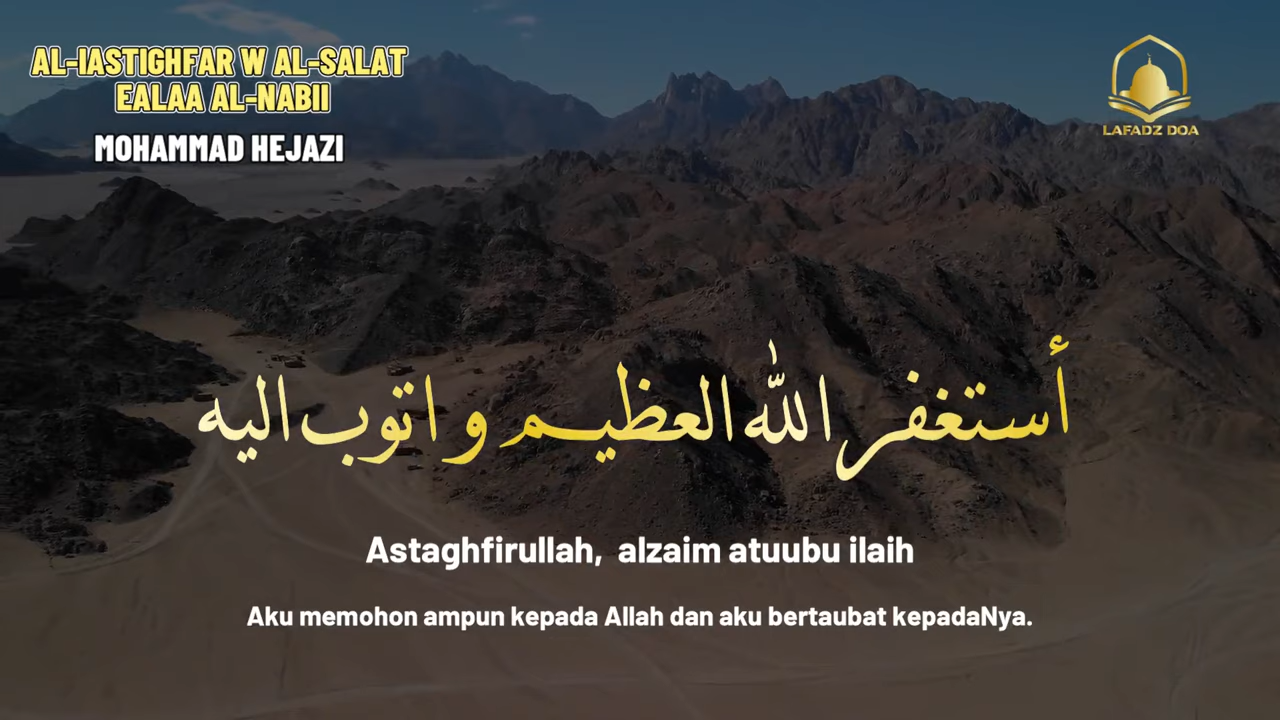 AL-IASTIGHFAR W AL-SALAT
EALAA AL-NABII
MOHAMMAD HEJAZI
LAFADZ DOA
أستغفر الله العظيم و اتوب اليه
Astaghfirullah, alzaim atuubu ilaih
Aku memohon ampun kepada Allah dan aku bertaubat kepadaNya.